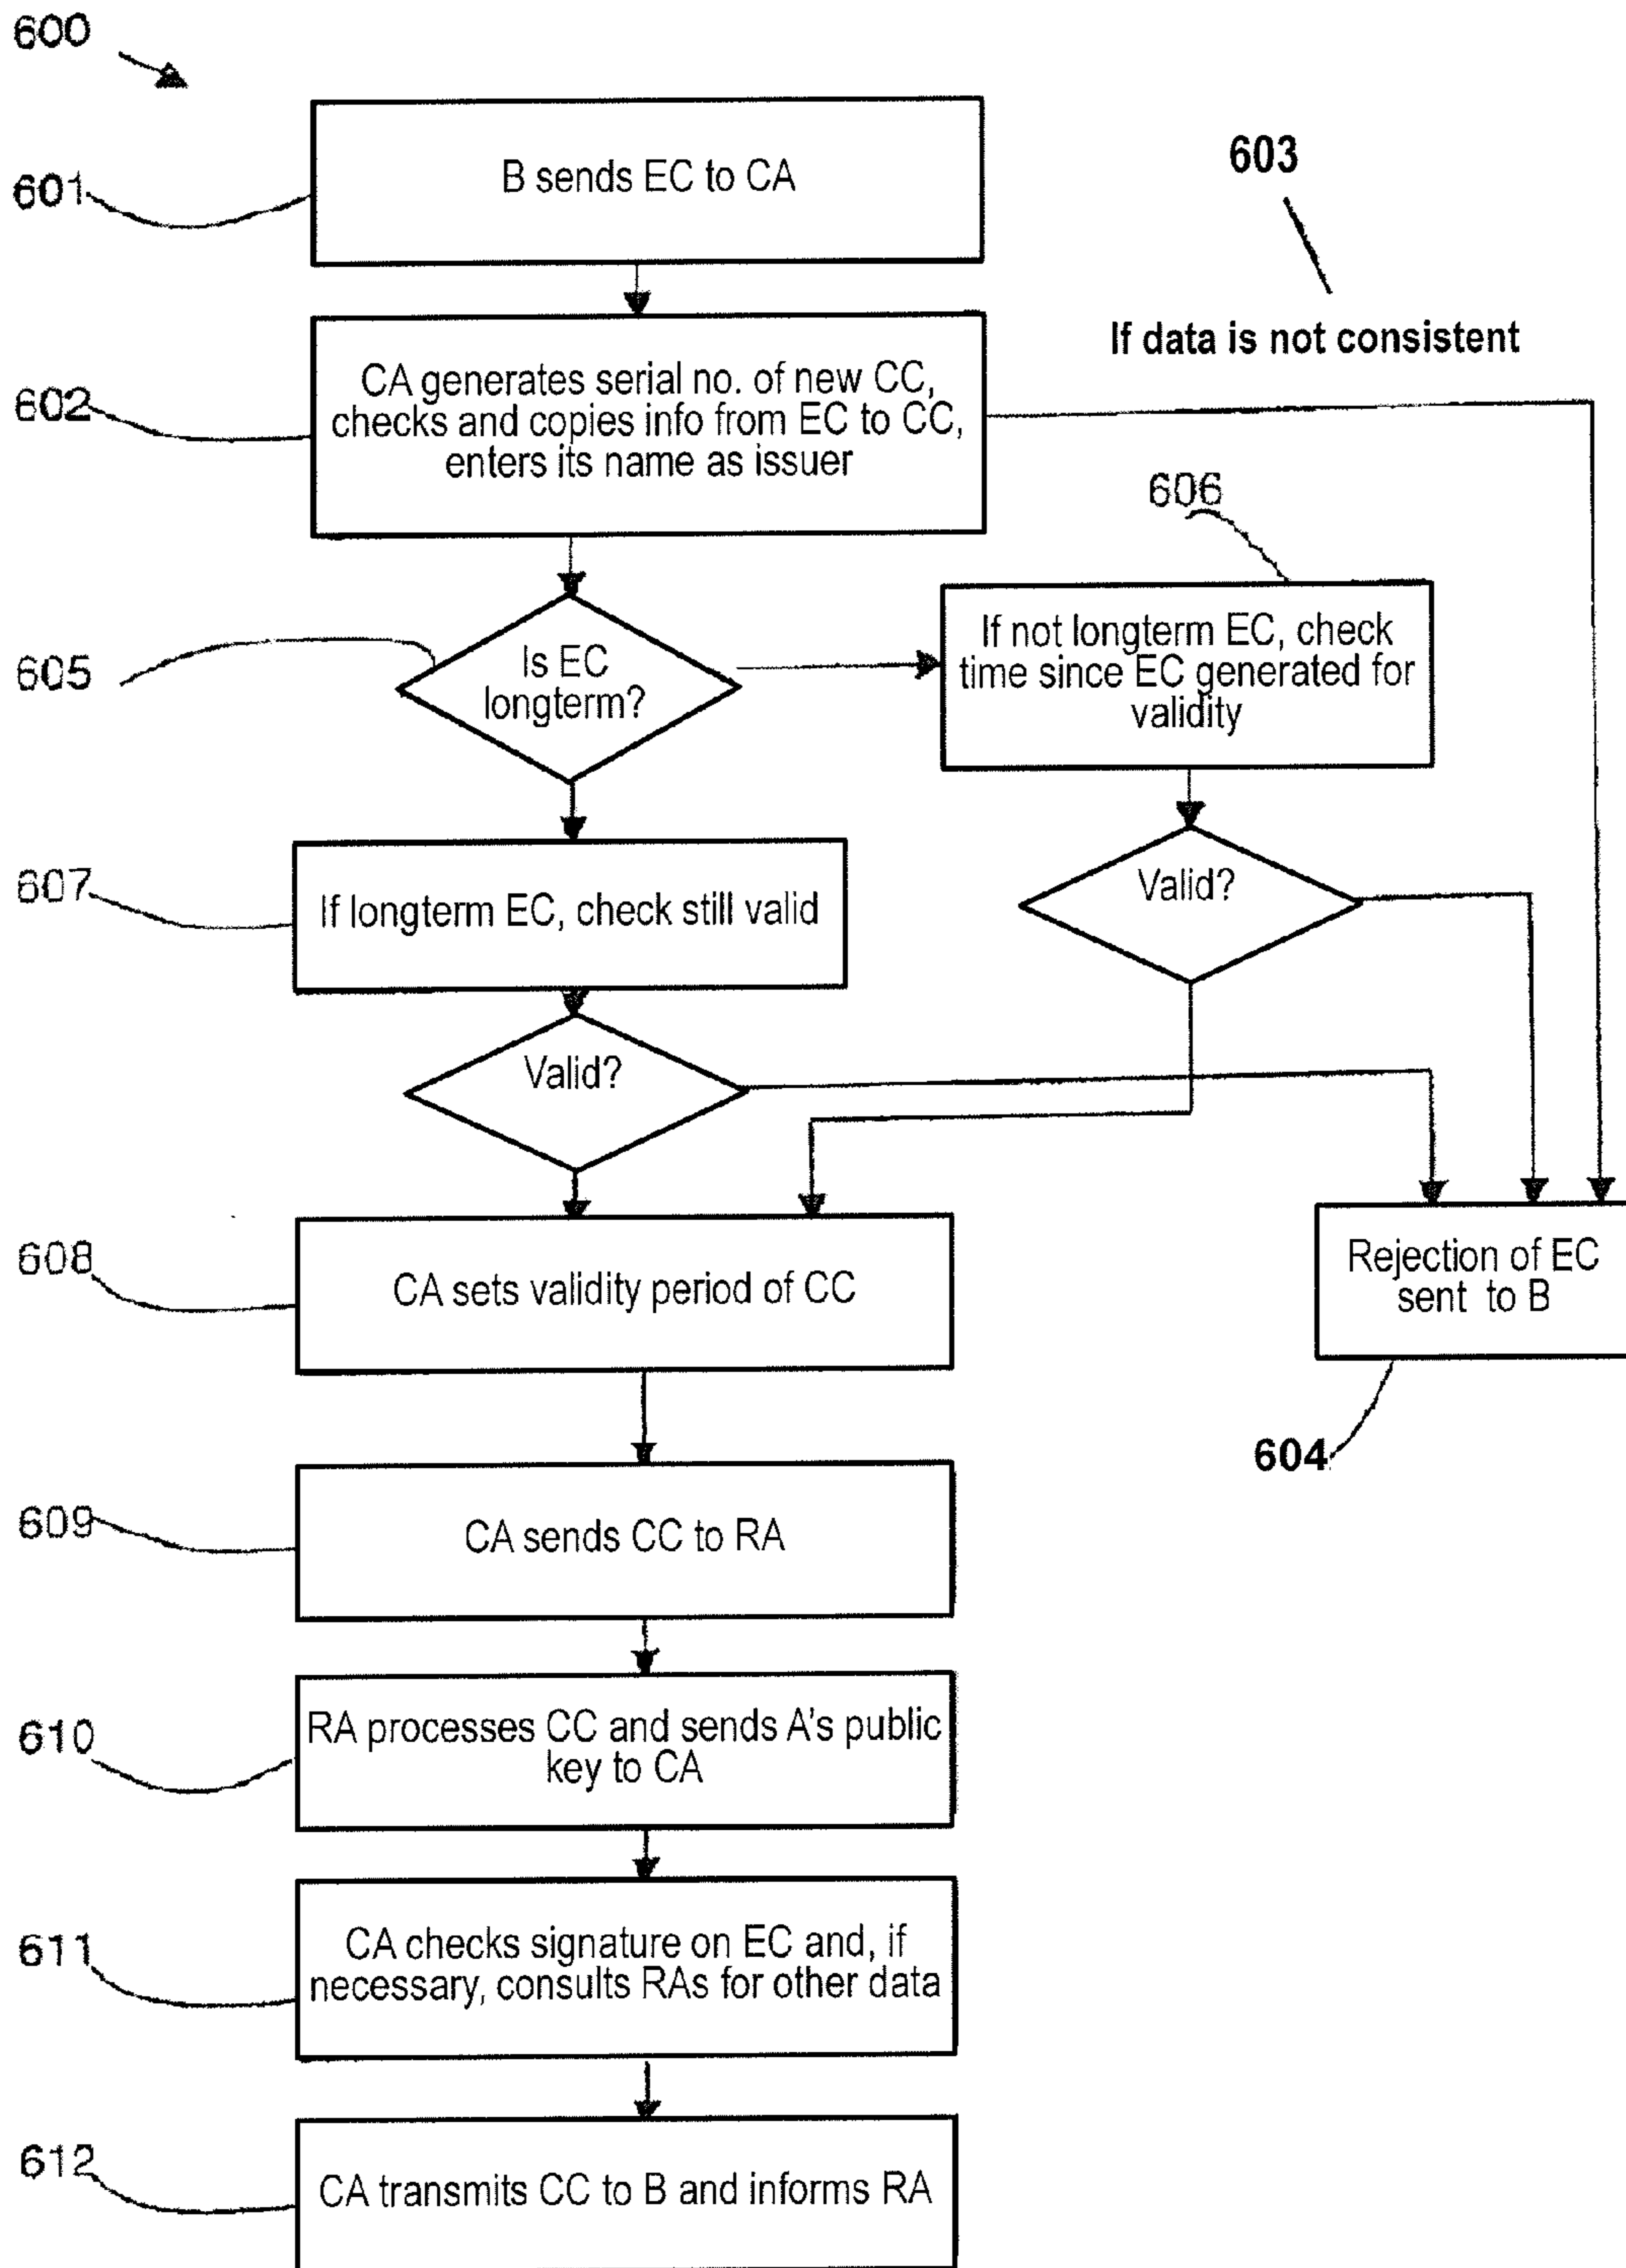 600
601
B sends EC to CA
603
If data is not consistent
602
CA generates serial no. of new CC,
checks and copies info from EC to CC,
enters its name as issuer
606
605
Is EC
longterm?
If not longterm EC, check
time since EC generated for
validity
607
If longterm EC, check still valid
Valid?
Valid?
608
CA sets validity period of CC
Rejection of EC
sent to B
604
609
CA sends CC to RA
610
RA processes CC and sends A's public
key to CA
611
CA checks signature on EC and, if
necessary, consults RAs for other data
612
CA transmits CC to B and informs RA